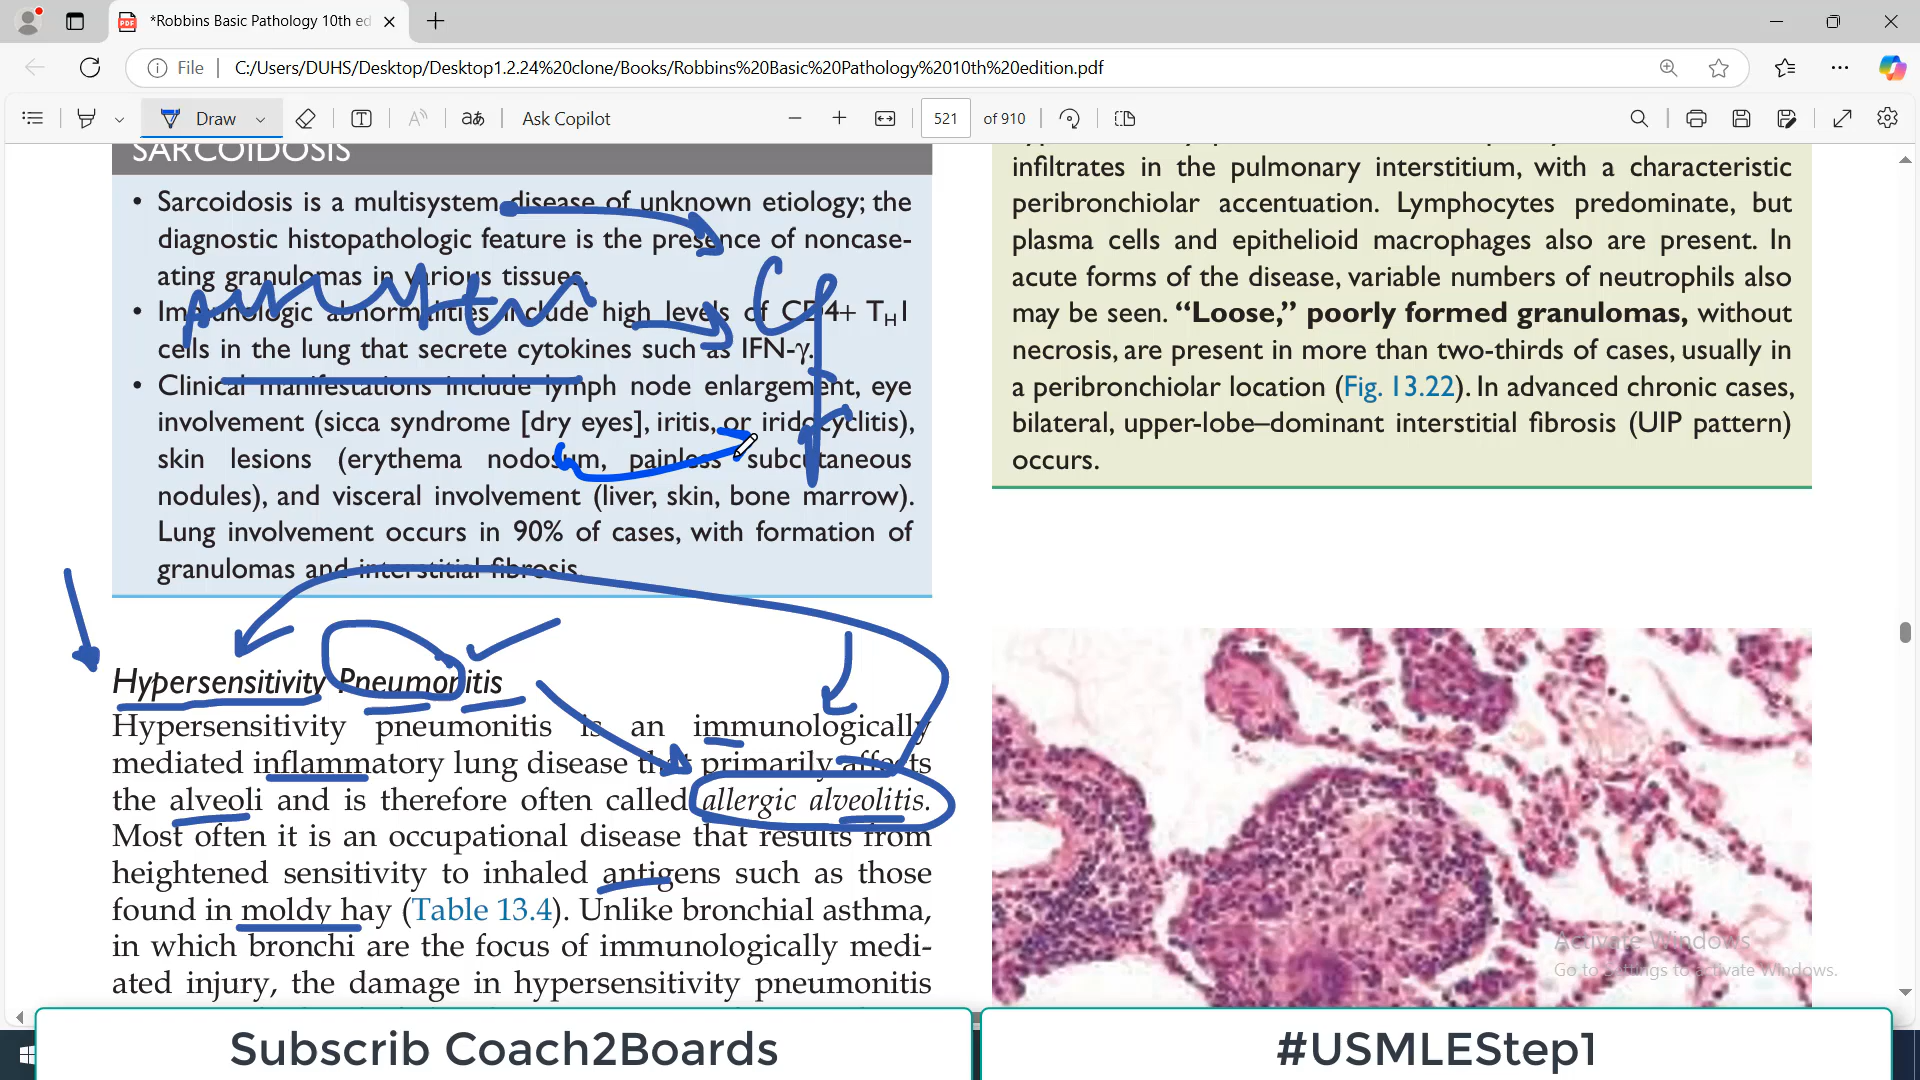 *Robbins Basic Pathology 10th ed
File
C:/Users/DUHS/Desktop/Desktop1.2.24%20clone/Books/Robbins%20Basic%20Pathology%2010th%20edition.pdf
Draw
Ask Copilot
521 of 910
SARCOIDOSIS
• Sarcoidosis is a multisystem disease of unknown etiology; the
diagnostic histopathologic feature is the presence of noncase-
ating granulomas in various tissues.
• Immunologic abnormalities include high levels of CD4+ TH1
cells in the lung that secrete cytokines such as IFN-γ.
• Clinical manifestations include lymph node enlargement, eye
involvement (sicca syndrome [dry eyes], iritis, or iridocyclitis),
skin lesions (erythema nodosum, painless subcutaneous
nodules), and visceral involvement (liver, skin, bone marrow).
Lung involvement occurs in 90% of cases, with formation of
granulomas and interstitial fibrosis.
Hypersensitivity Pneumonitis
Hypersensitivity pneumonitis is an immunologically
mediated inflammatory lung disease that primarily affects
the alveoli and is therefore often called allergic alveolitis.
Most often it is an occupational disease that results from
heightened sensitivity to inhaled antigens such as those
found in moldy hay (Table 13.4). Unlike bronchial asthma,
in which bronchi are the focus of immunologically medi-
ated injury, the damage in hypersensitivity pneumonitis
infiltrates in the pulmonary interstitium, with a characteristic
peribronchiolar accentuation. Lymphocytes predominate, but
plasma cells and epithelioid macrophages also are present. In
acute forms of the disease, variable numbers of neutrophils also
may be seen. “Loose,” poorly formed granulomas, without
necrosis, are present in more than two-thirds of cases, usually in
a peribronchiolar location (Fig. 13.22). In advanced chronic cases,
bilateral, upper-lobe–dominant interstitial fibrosis (UIP pattern)
occurs.
Activate Windows
Go to Settings to activate Windows.
Subscrib Coach2Boards
#USMLEStep1